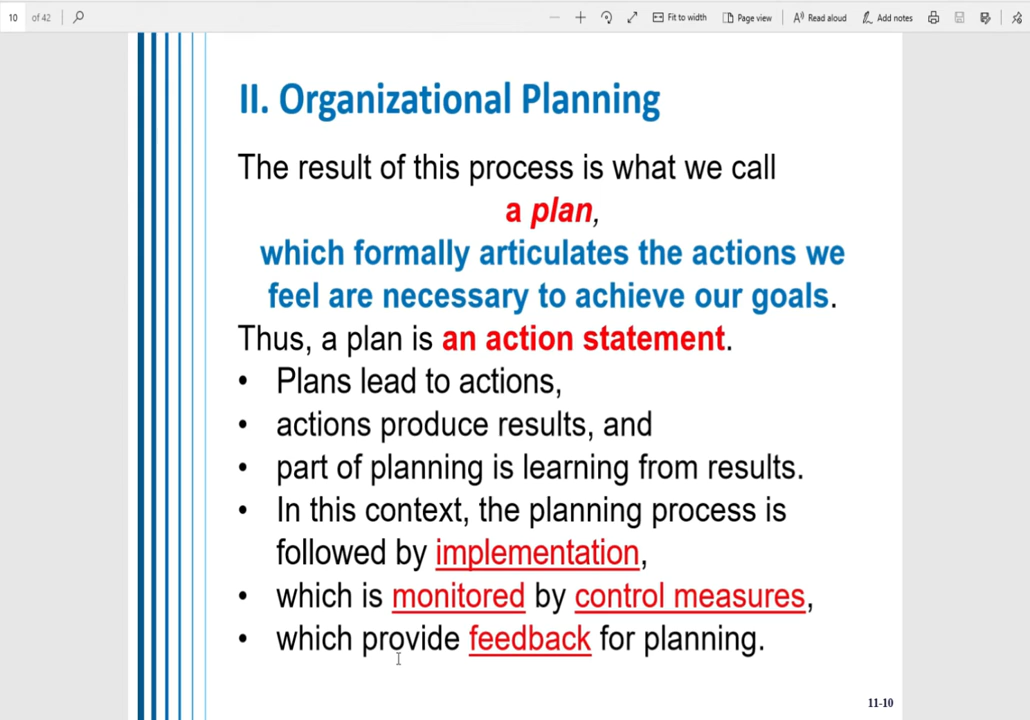 10 of 42 Fit to width Page view Read aloud Add notes
II. Organizational Planning
The result of this process is what we call
a plan,
which formally articulates the actions we
feel are necessary to achieve our goals.
Thus, a plan is an action statement.
• Plans lead to actions,
• actions produce results, and
• part of planning is learning from results.
• In this context, the planning process is
followed by implementation,
• which is monitored by control measures,
• which provide feedback for planning.
11-10